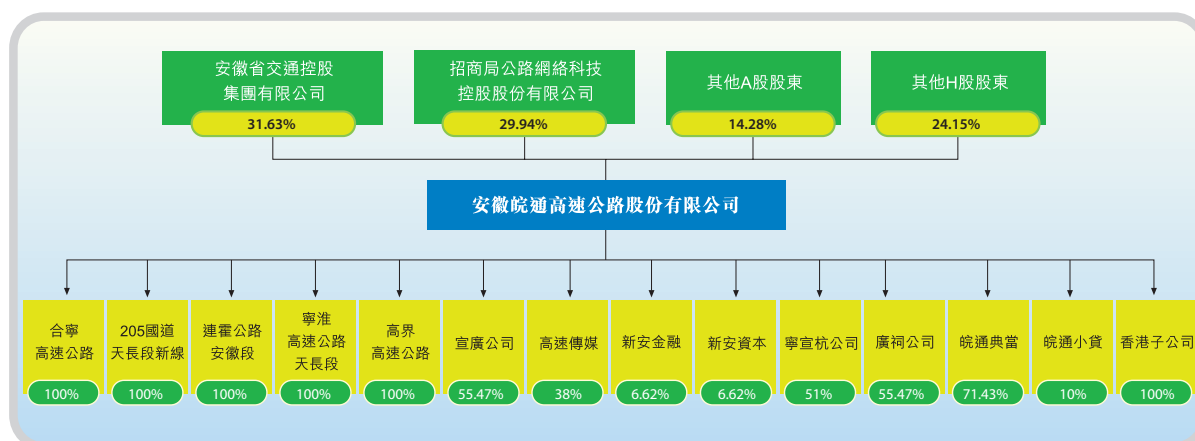 安徽省交通控股
集團有限公司
31.63%
招商局公路網絡科技
控股股份有限公司
29.94%
其他A股股東
14.28%
其他H股股東
24.15%
安徽皖通高速公路股份有限公司
合寧
高速公路
100%
205國道
天長段新線
100%
連霍公路
安徽段
100%
寧淮
高速公路
天長段
100%
高界
高速公路
100%
宣廣公司
55.47%
高速傳媒
38%
新安金融
6.62%
新安資本
6.62%
寧宣杭公司
51%
廣祠公司
55.47%
皖通典當
71.43%
皖通小貸
10%
香港子公司
100%